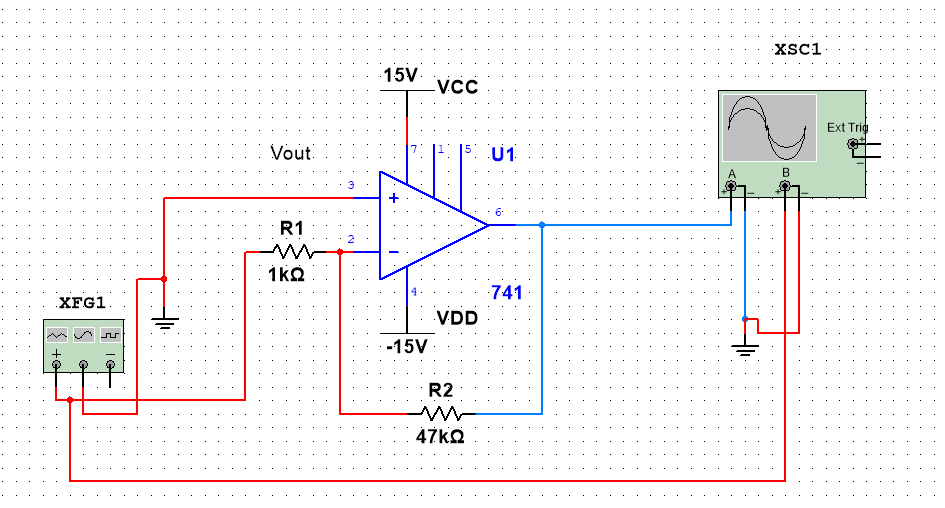 XSC1
15V
VCC
Ext Trig
+
-
Vout
7
1
5
U1
A
B
+
-
+
-
3
+
6
R1
2
-
1kΩ
4
741
XFG1
VDD
-15V
+
-
R2
47kΩ